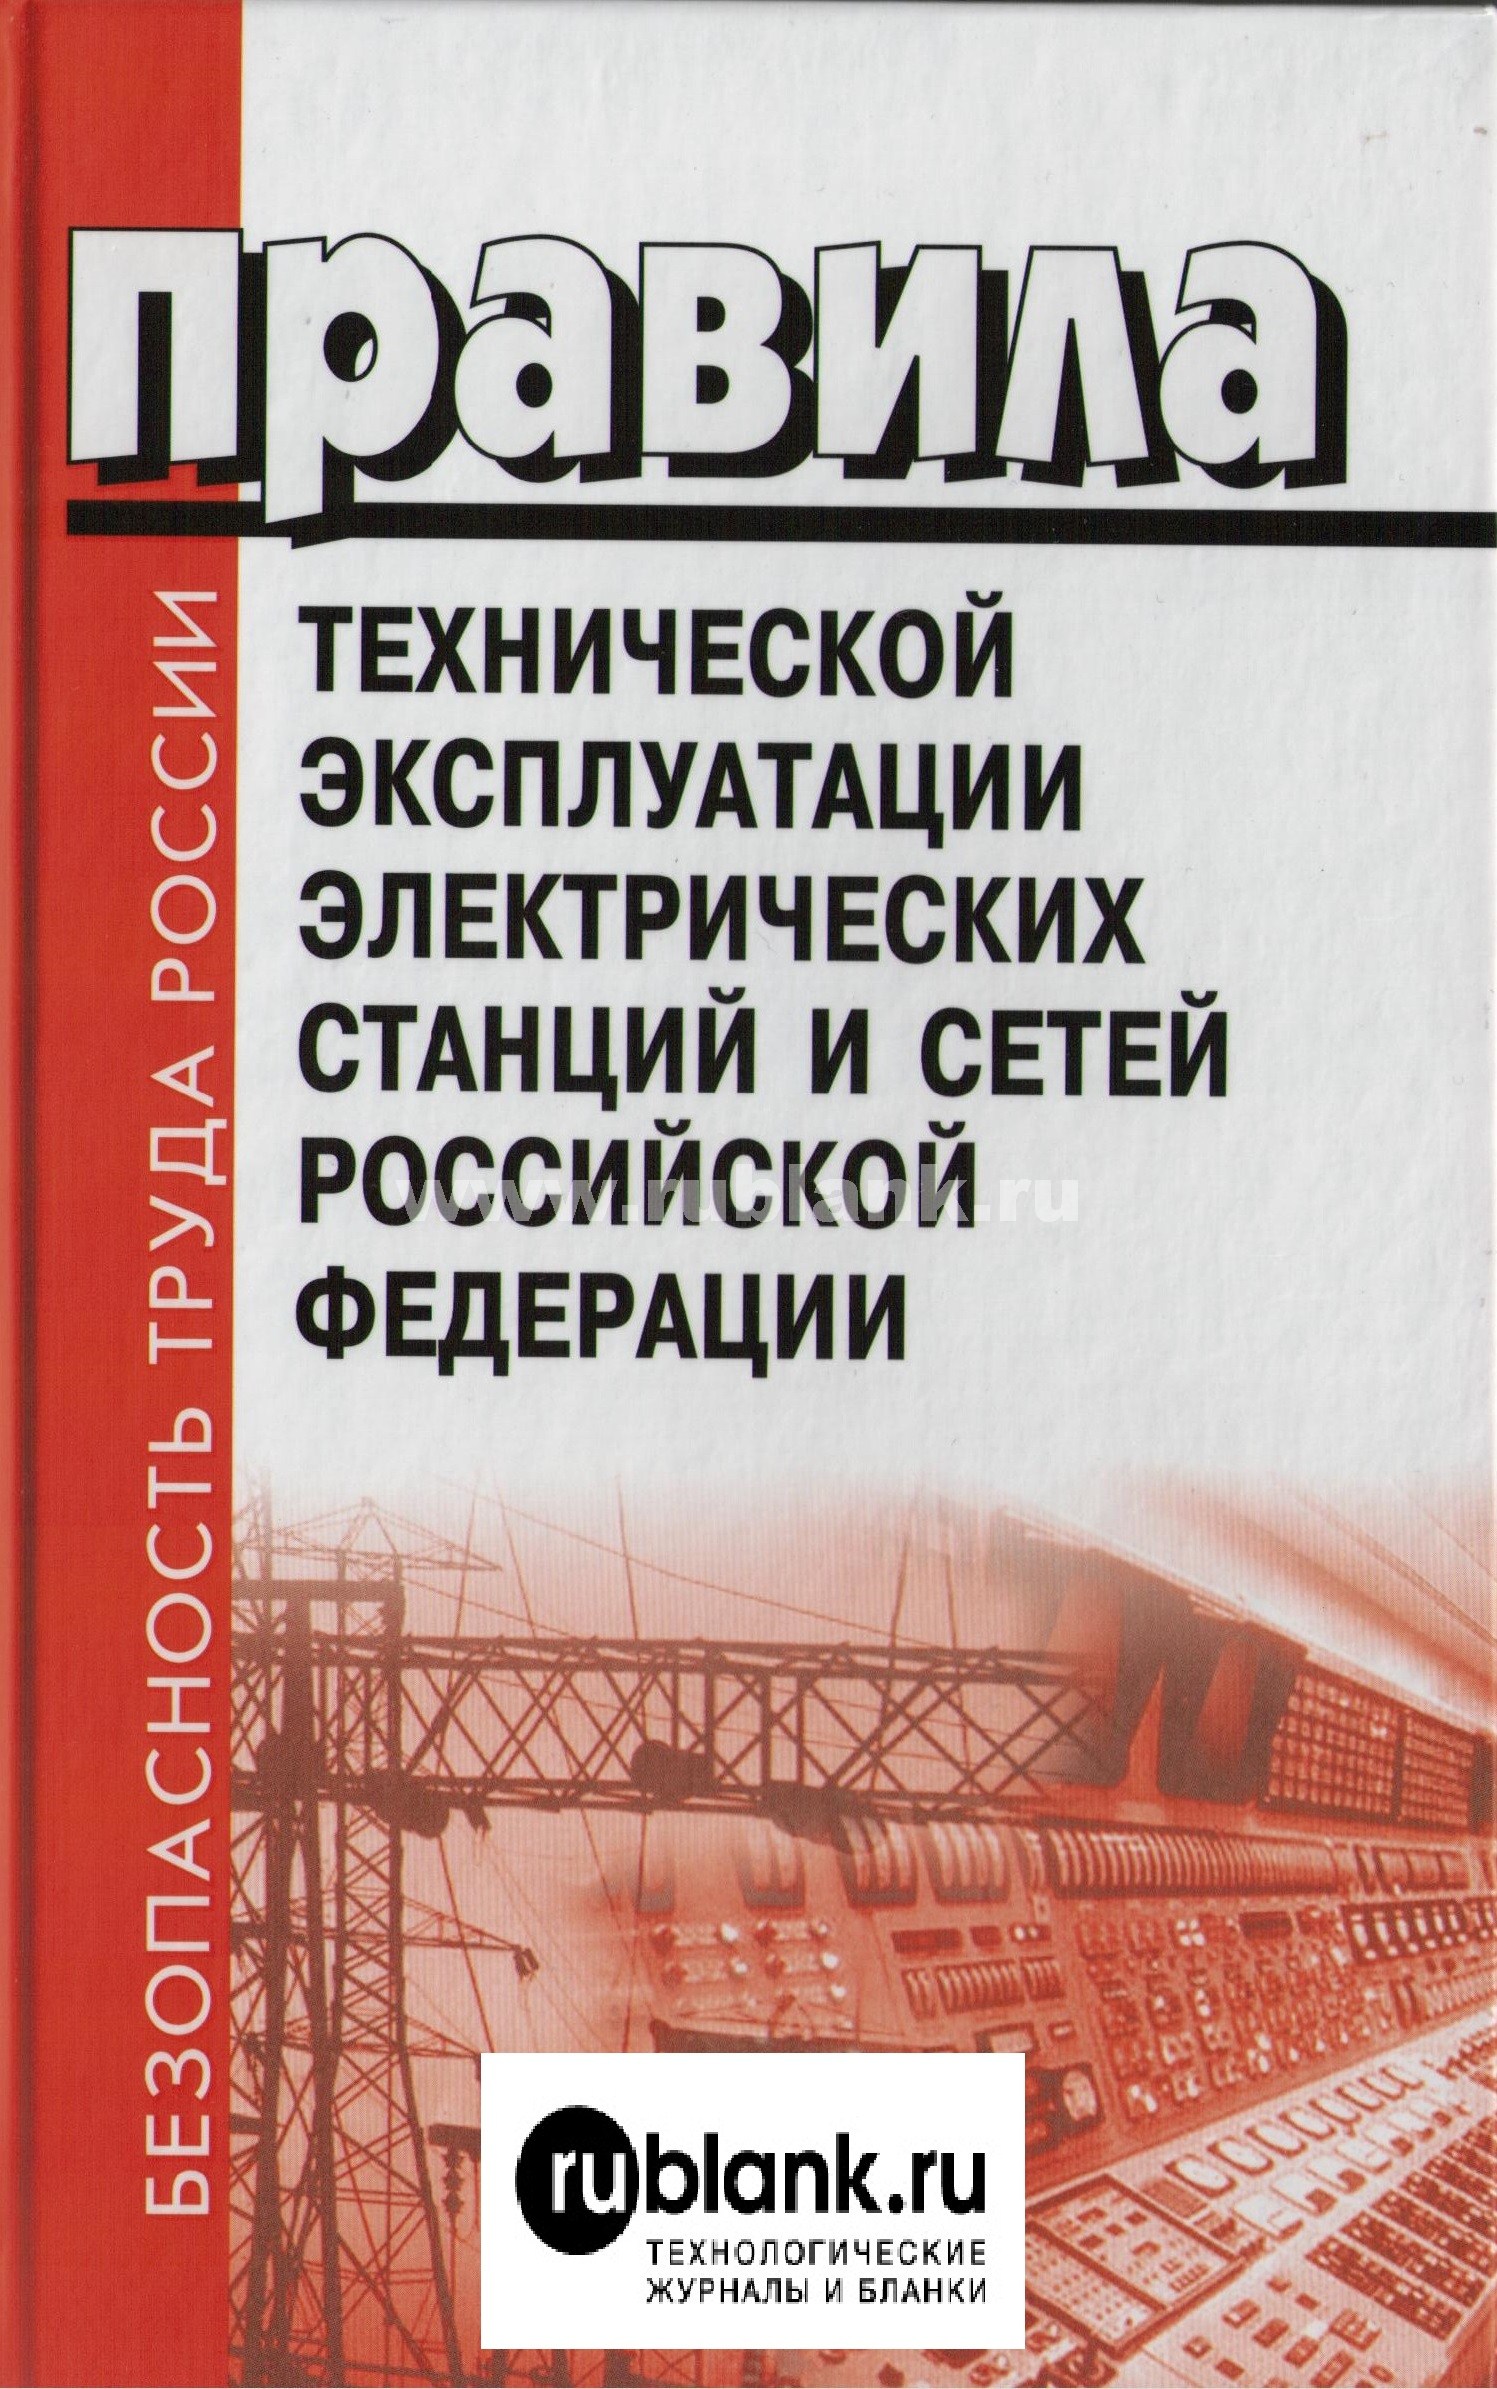 правила
ТЕХНИЧЕСКОЙ
ЭКСПЛУАТАЦИИ
ЭЛЕКТРИЧЕСКИХ
СТАНЦИЙ И СЕТЕЙ
РОССИЙСКОЙ
ФЕДЕРАЦИИ
www.rublank.ru
БЕЗОПАСНОСТЬ ТРУДА РОССИИ
rublank.ru
ТЕХНОЛОГИЧЕСКИЕ
ЖУРНАЛЫ И БЛАНКИ